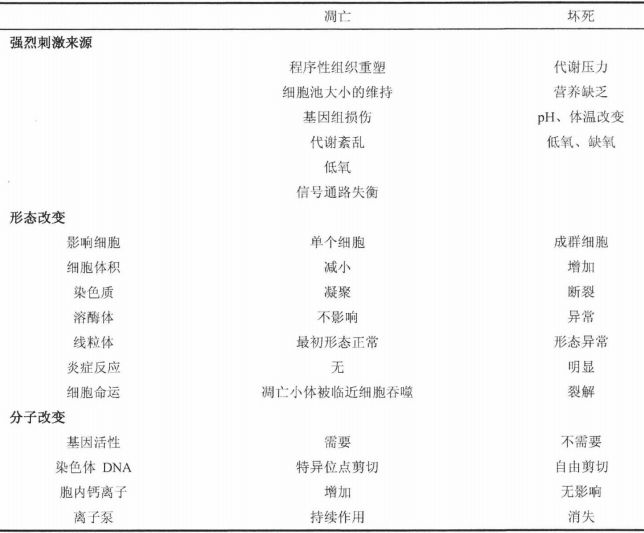 凋亡 坏死
强烈刺激来源
程序性组织重塑 代谢压力
细胞池大小的维持 营养缺乏
基因组损伤 pH、体温改变
代谢紊乱 低氧、缺氧
低氧
信号通路失衡
形态改变
影响细胞 单个细胞 成群细胞
细胞体积 减小 增加
染色质 凝聚 断裂
溶酶体 不影响 异常
线粒体 最初形态正常 形态异常
炎症反应 无 明显
细胞命运 凋亡小体被临近细胞吞噬 裂解
分子改变
基因活性 需要 不需要
染色体 DNA 特异位点剪切 自由剪切
胞内钙离子 增加 无影响
离子泵 持续作用 消失